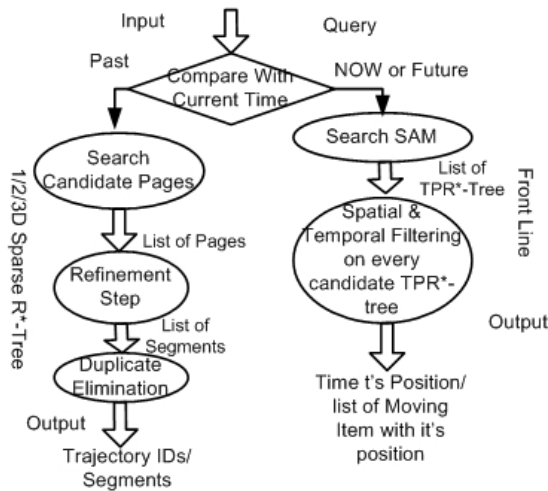 Input
Query
Past
Compare With
Current Time
NOW or Future
Search
Candidate Pages
Search SAM
List of
TPR*-Tree
1/2/3D Sparse R*-Tree
Front Line
List of Pages
Spatial &
Temporal Filtering
on every
candidate TPR*-
tree
Refinement
Step
List of
Segments
Output
Duplicate
Elimination
Time t's Position/
list of Moving
Item with it's
position
Output
Trajectory IDs/
Segments